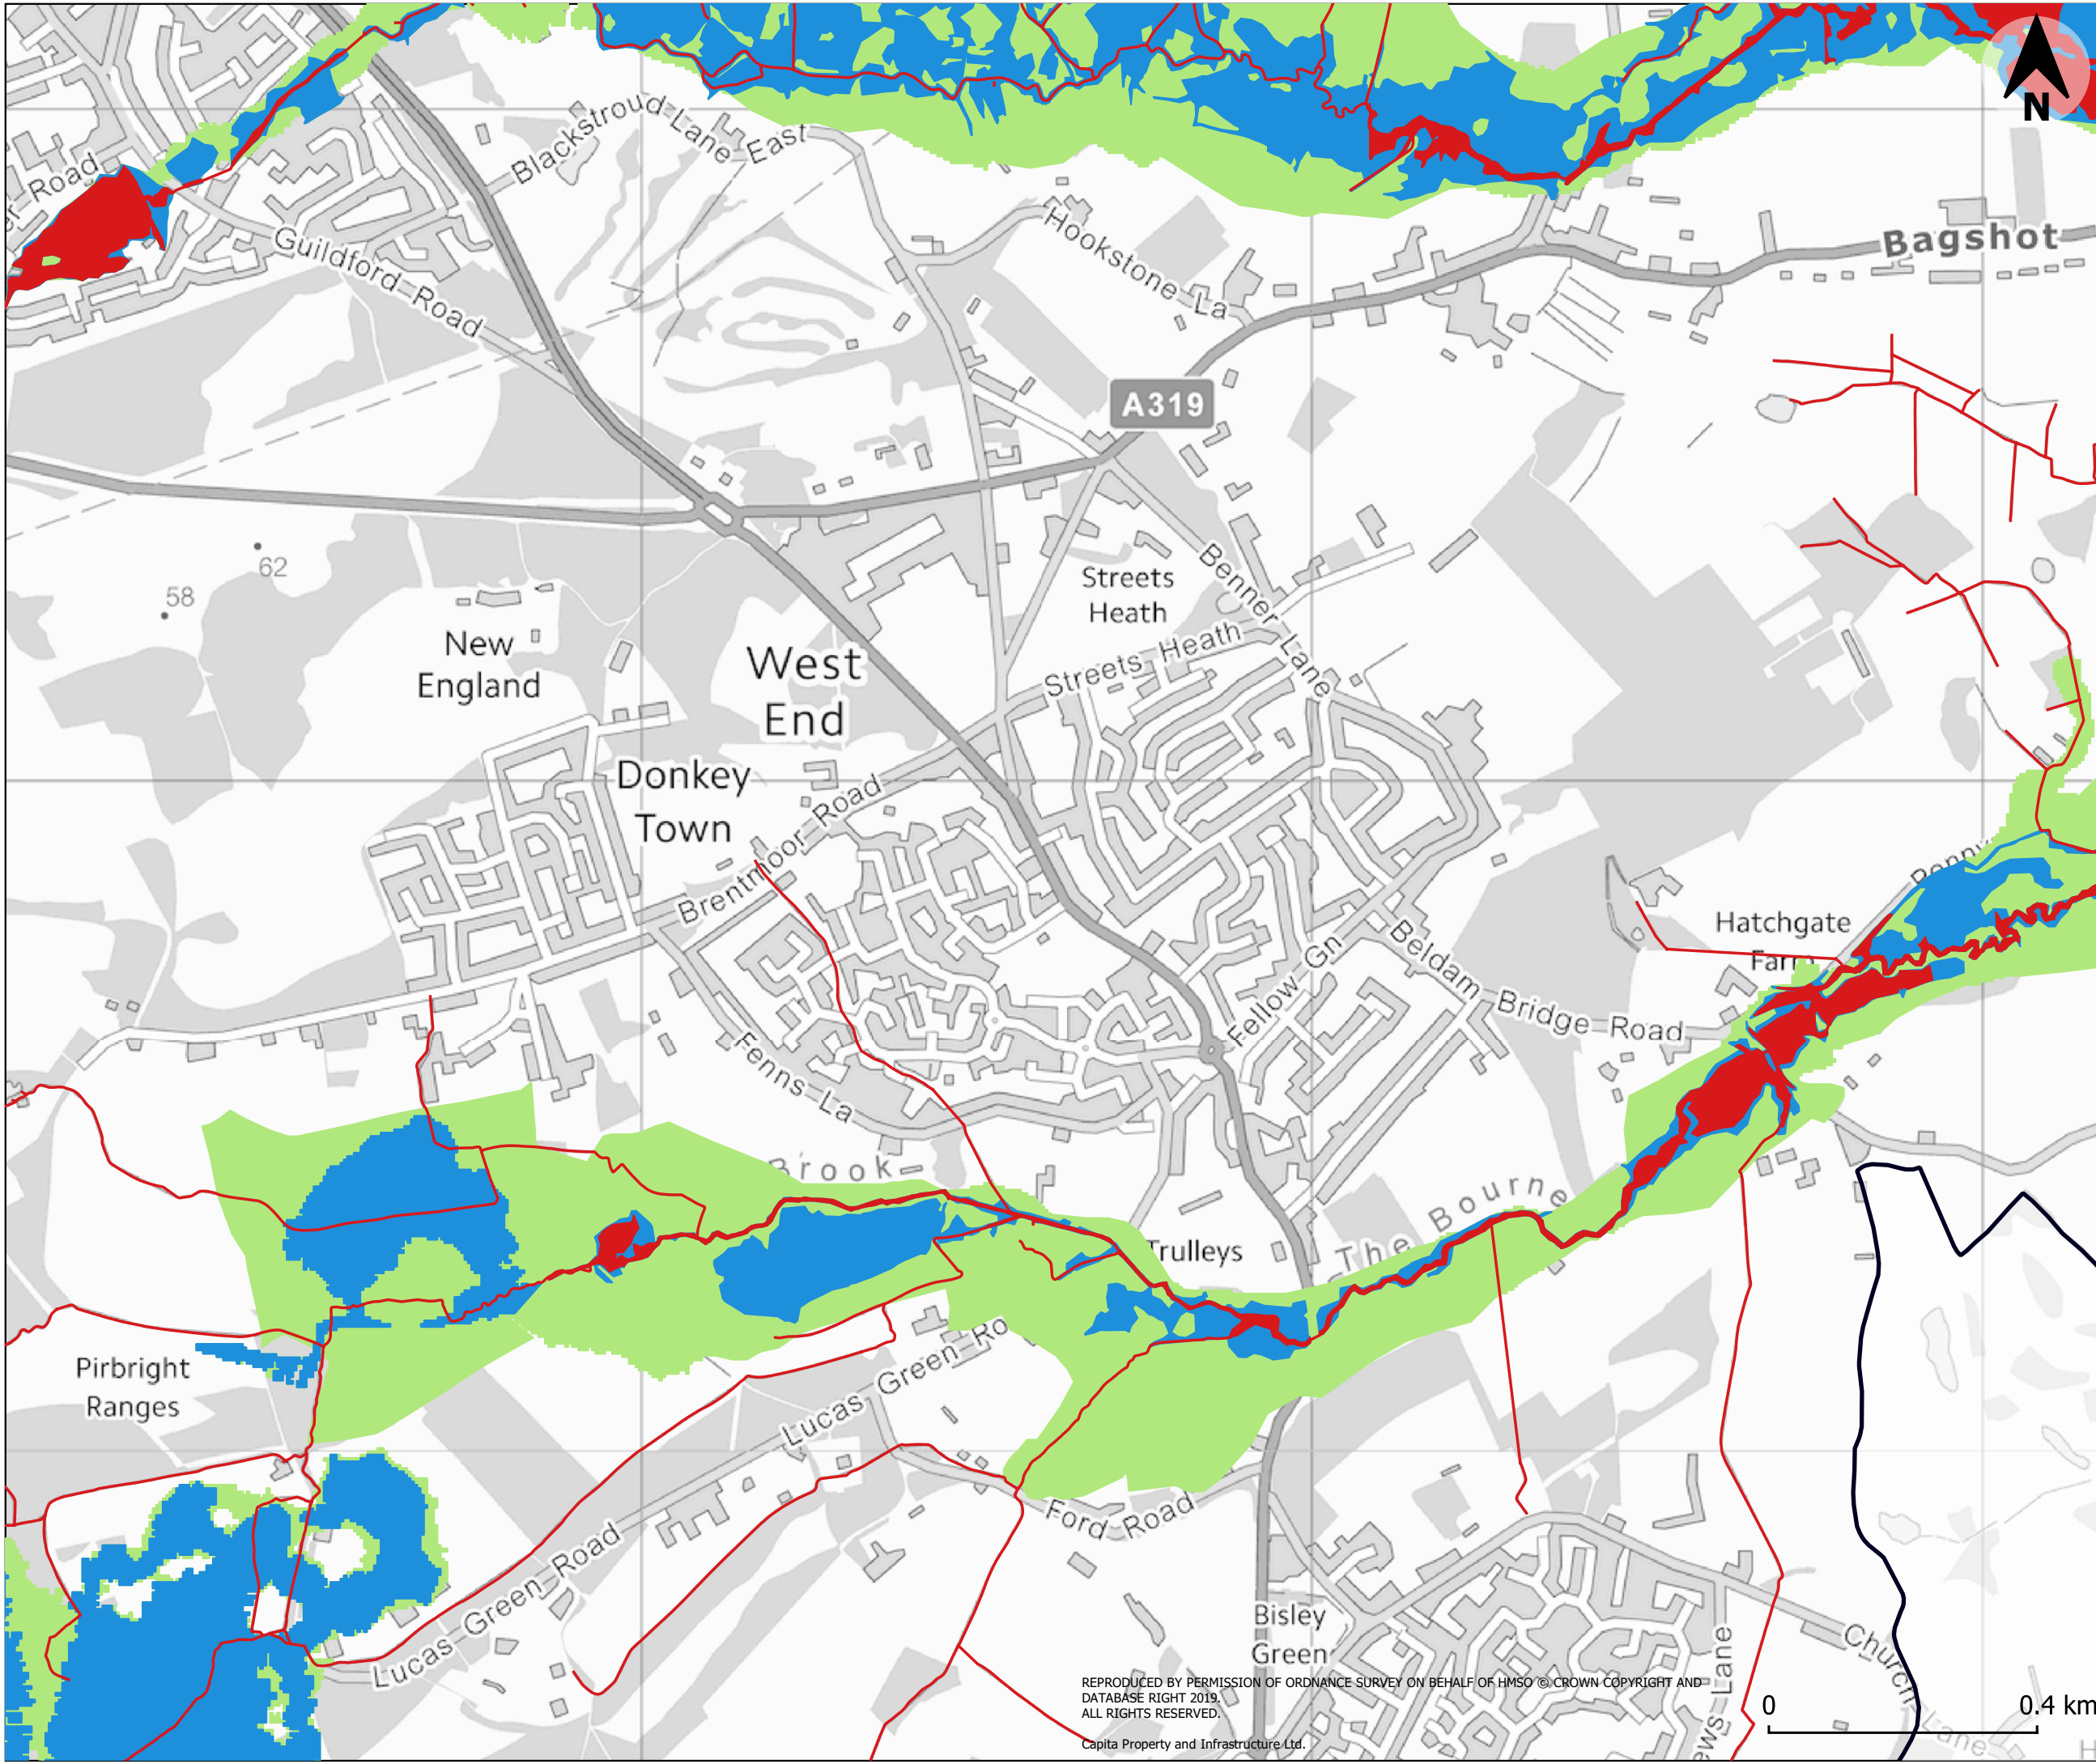 N
Blackstroud Lane East
Road
Guildford Road
Hookstone La
Bagshot
A319
62
58
New
England
Streets
Heath
Benner Lane
West
End
Streets Heath
Donkey
Town
Brentmoor Road
Hatchgate
Farm
Beldam Bridge Road
Fellow Gn
Fenns La
Brook
The Bourne
Trulleys
Pirbright
Ranges
Lucas Green Ro
Ford Road
Lucas Green Road
Bisley
Green
Church Lane
REPRODUCED BY PERMISSION OF ORDNANCE SURVEY ON BEHALF OF HMSO © CROWN COPYRIGHT AND
DATABASE RIGHT 2019.
ALL RIGHTS RESERVED.
Capita Property and Infrastructure Ltd.
0 0.4 km